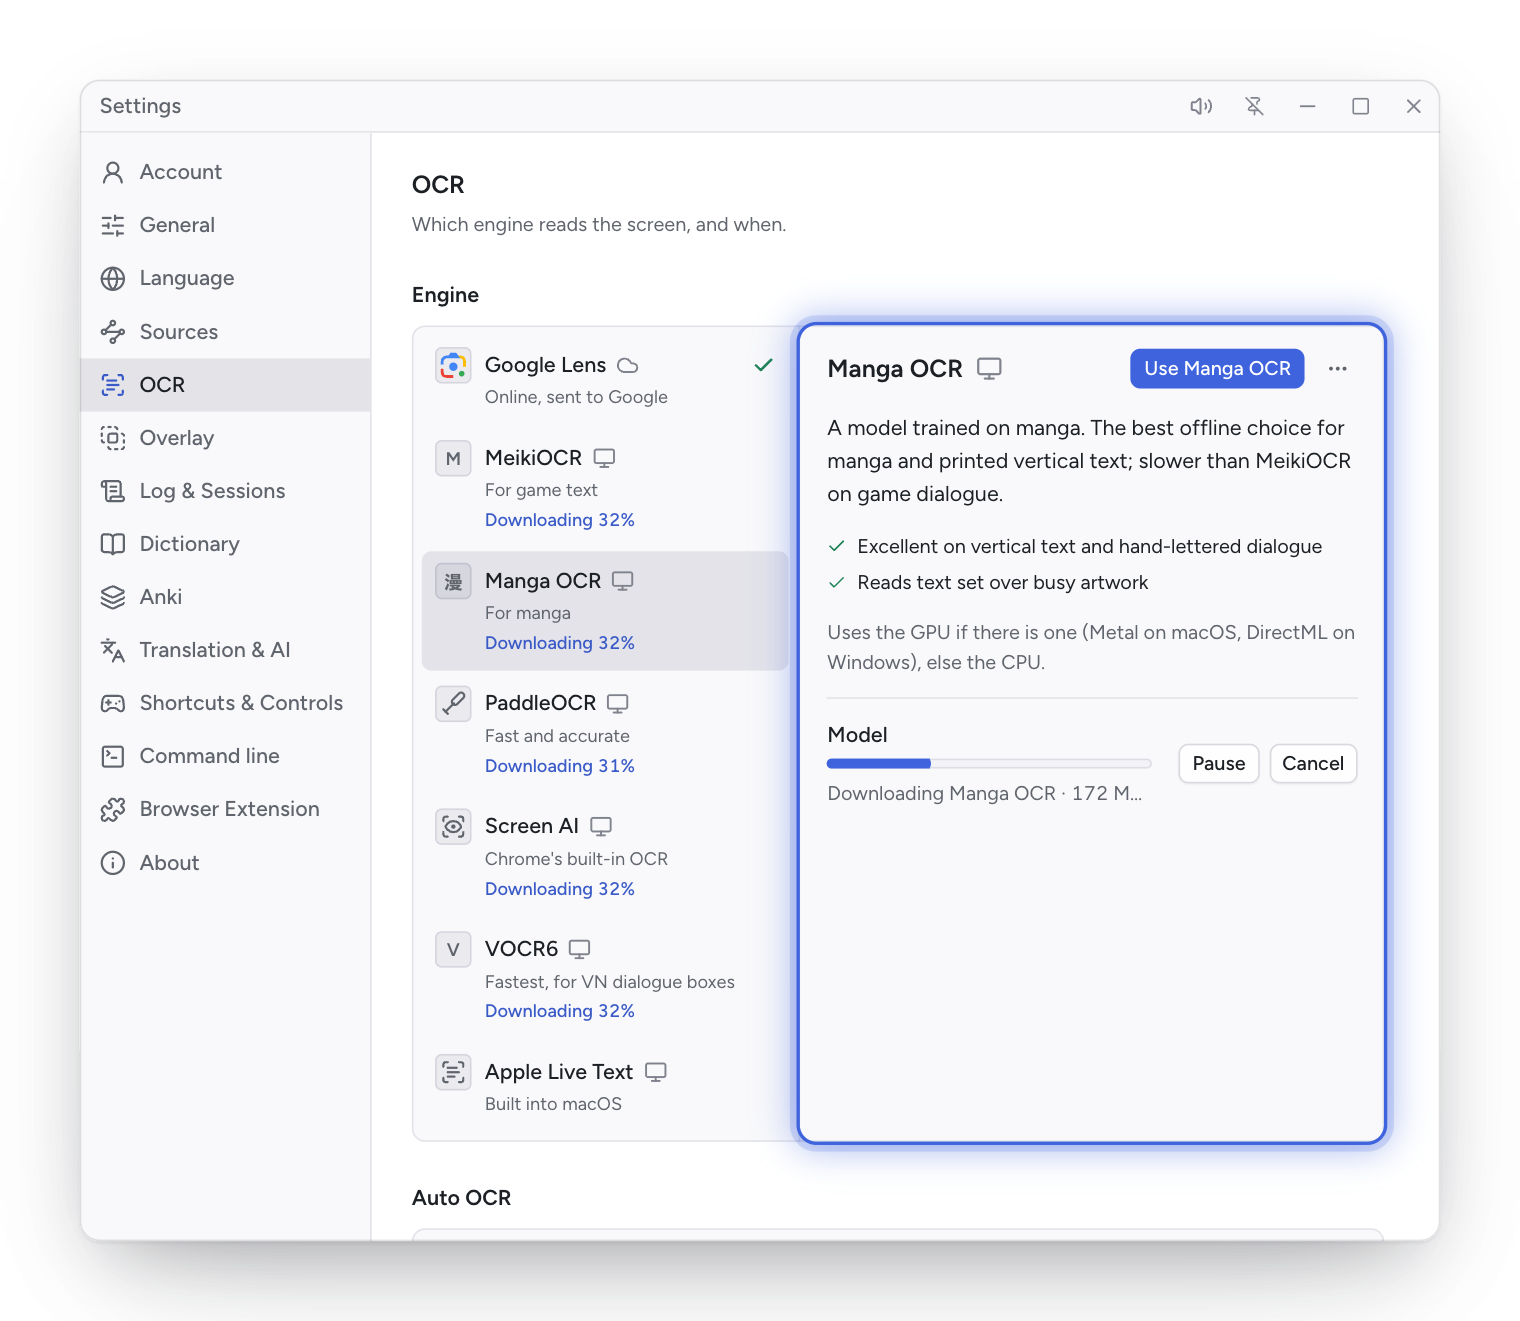 Settings
Account
General
Language
Sources
OCR
Overlay
Log & Sessions
Dictionary
Anki
Translation & AI
Shortcuts & Controls
Command line
Browser Extension
About
OCR
Which engine reads the screen, and when.
Engine
Google Lens
Online, sent to Google
M
MeikiOCR
For game text
Downloading 32%
漫
Manga OCR
For manga
Downloading 32%
PaddleOCR
Fast and accurate
Downloading 31%
Screen AI
Chrome's built-in OCR
Downloading 32%
V
VOCR6
Fastest, for VN dialogue boxes
Downloading 32%
Apple Live Text
Built into macOS
Manga OCR
Use Manga OCR
A model trained on manga. The best offline choice for
manga and printed vertical text; slower than MeikiOCR
on game dialogue.
Excellent on vertical text and hand-lettered dialogue
Reads text set over busy artwork
Uses the GPU if there is one (Metal on macOS, DirectML on
Windows), else the CPU.
Model
Pause
Cancel
Downloading Manga OCR · 172 M...
Auto OCR